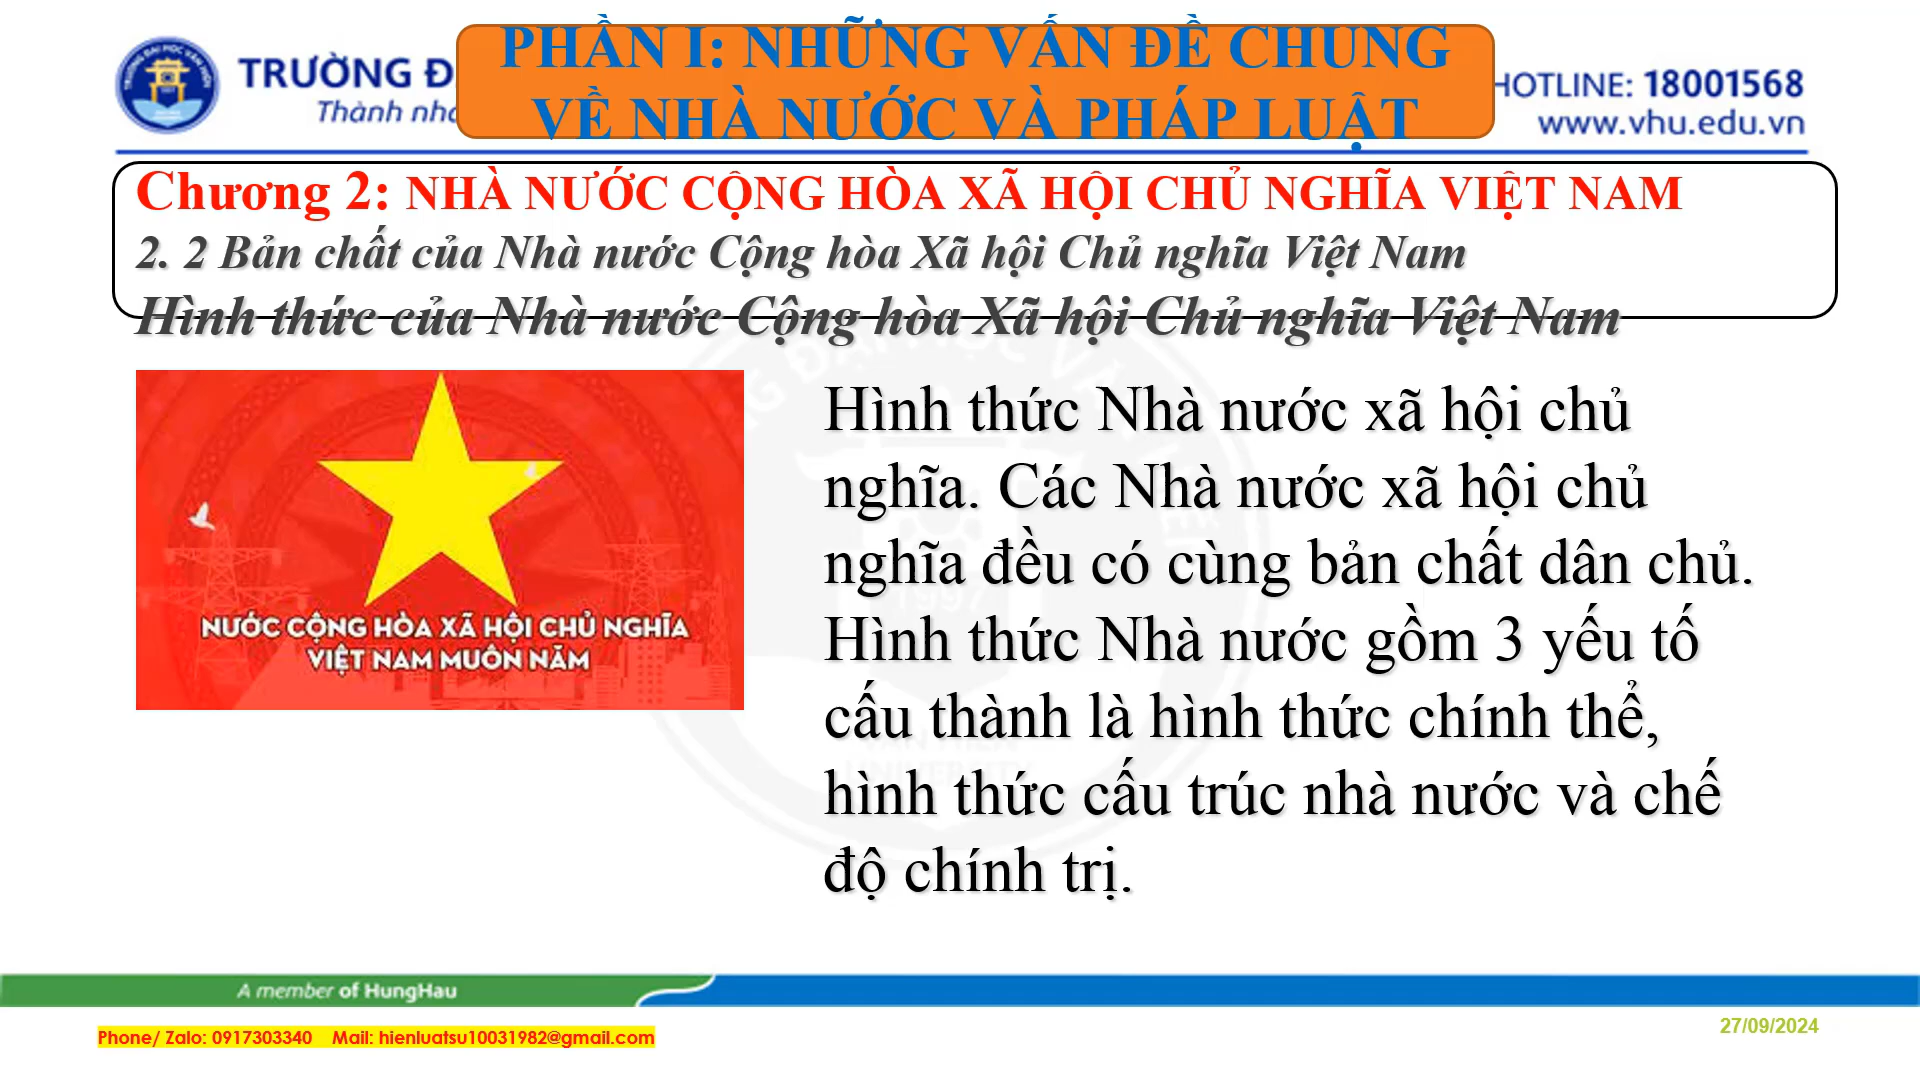 PHẦN I: NHỮNG VẤN ĐỀ CHUNG
VỀ NHÀ NƯỚC VÀ PHÁP LUẬT
TRƯỜNG Đ
Thành nh
HOTLINE: 18001568
www.vhu.edu.vn
Chương 2: NHÀ NƯỚC CỘNG HÒA XÃ HỘI CHỦ NGHĨA VIỆT NAM
2. 2 Bản chất của Nhà nước Cộng hòa Xã hội Chủ nghĩa Việt Nam
Hình thức của Nhà nước Cộng hòa Xã hội Chủ nghĩa Việt Nam
NƯỚC CỘNG HÒA XÃ HỘI CHỦ NGHĨA
VIỆT NAM MUÔN NĂM
Hình thức Nhà nước xã hội chủ
nghĩa. Các Nhà nước xã hội chủ
nghĩa đều có cùng bản chất dân chủ.
Hình thức Nhà nước gồm 3 yếu tố
cấu thành là hình thức chính thể,
hình thức cấu trúc nhà nước và chế
độ chính trị.
A member of HungHau
Phone/ Zalo: 0917303340 Mail: hienluatsu10031982@gmail.com
27/09/2024